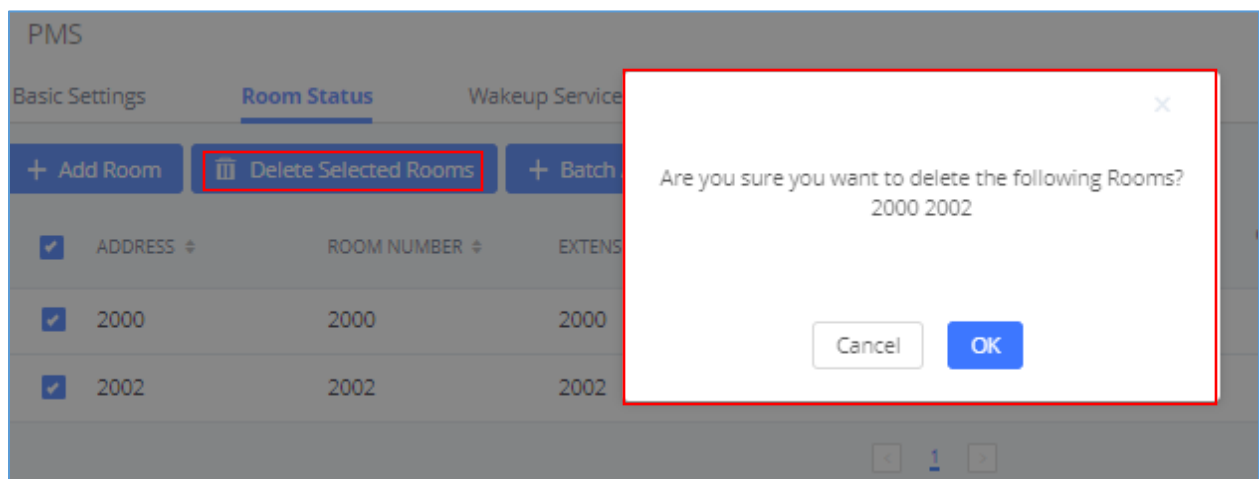 PMS
Basic Settings Room Status Wakeup Service
+ Add Room Delete Selected Rooms + Batch
Are you sure you want to delete the following Rooms?
2000 2002
ADDRESS ROOM NUMBER EXTENS
2000 2000 2000
Cancel OK
2002 2002 2002
< 1 >